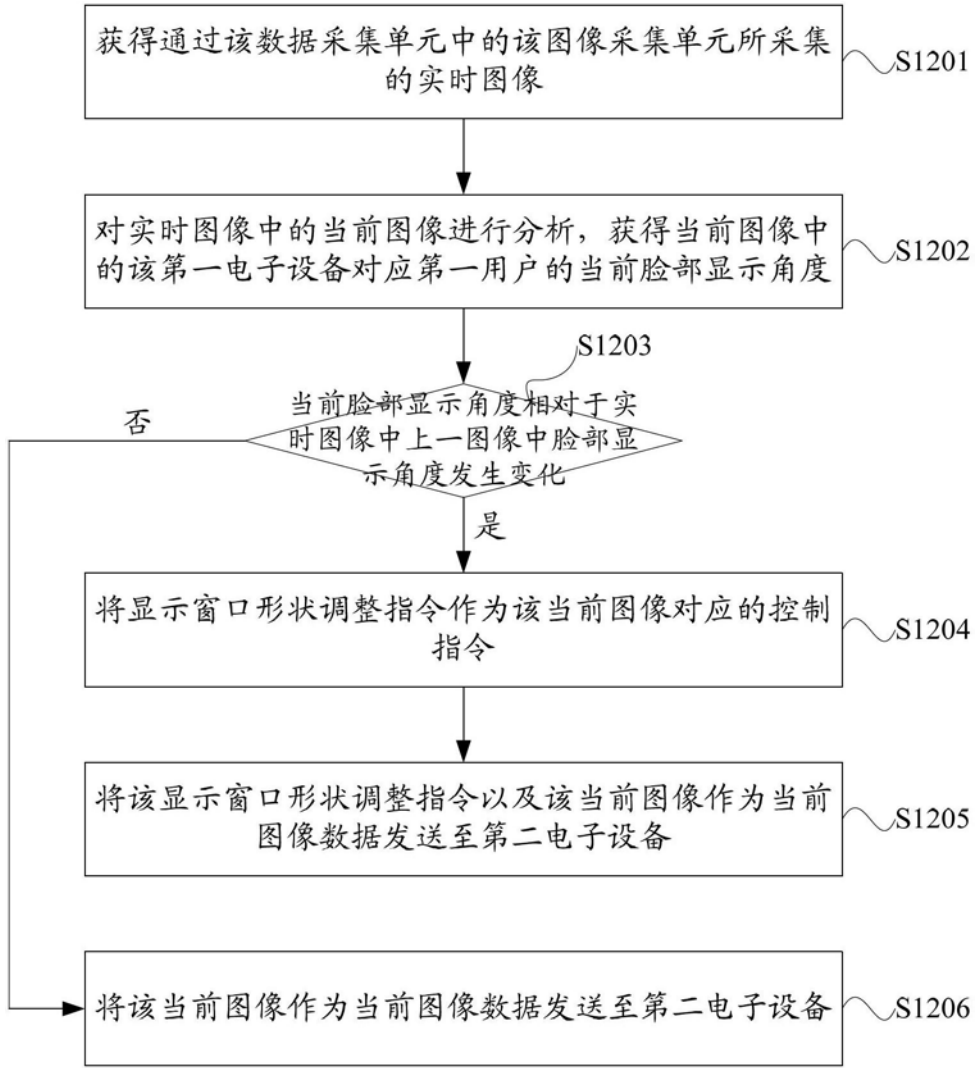 获得通过该数据采集单元中的该图像采集单元所采集
的实时图像
S1201
对实时图像中的当前图像进行分析，获得当前图像中
的该第一电子设备对应第一用户的当前脸部显示角度
S1202
S1203
当前脸部显示角度相对于实
时图像中上一图像中脸部显
示角度发生变化
否
是
将显示窗口形状调整指令作为该当前图像对应的控制
指令
S1204
将该显示窗口形状调整指令以及该当前图像作为当前
图像数据发送至第二电子设备
S1205
将该当前图像作为当前图像数据发送至第二电子设备
S1206